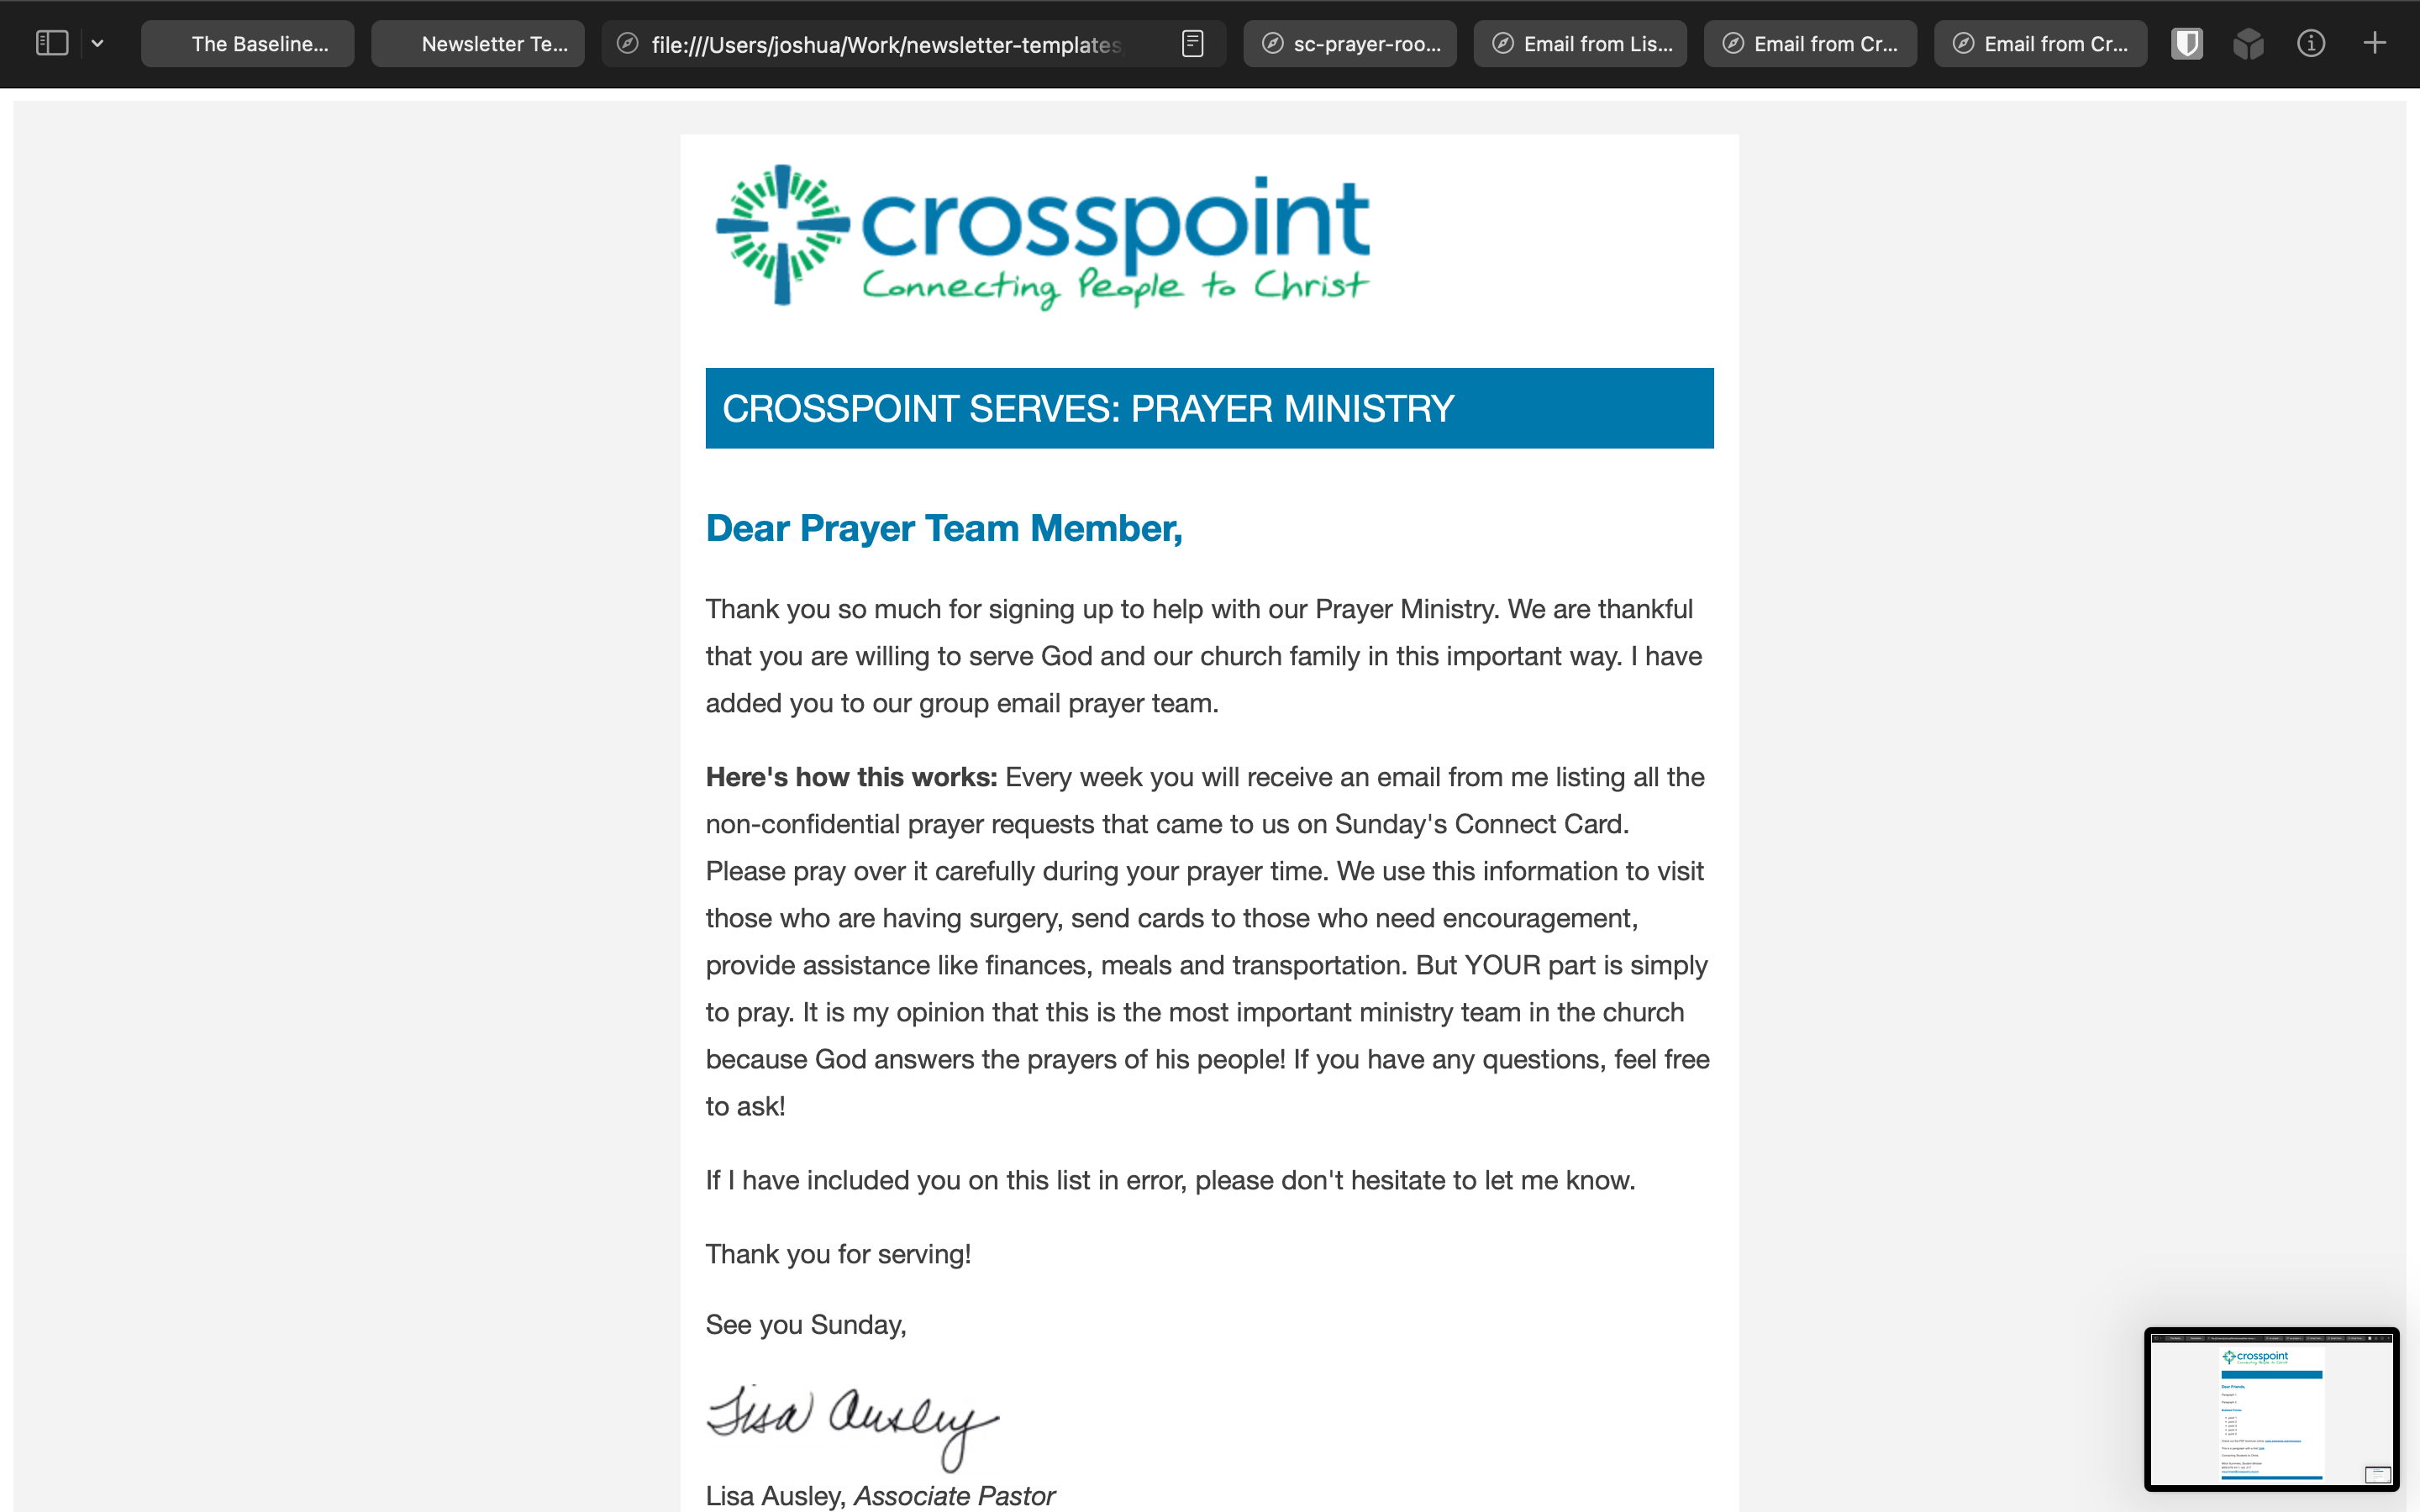 The Baseline...
Newsletter Te...
file:///Users/joshua/Work/newsletter-templates
sc-prayer-roo...
Email from Lis...
Email from Cr...
Email from Cr...
crosspoint
Connecting People to Christ
CROSSPOINT SERVES: PRAYER MINISTRY
Dear Prayer Team Member,
Thank you so much for signing up to help with our Prayer Ministry. We are thankful
that you are willing to serve God and our church family in this important way. I have
added you to our group email prayer team.
Here's how this works: Every week you will receive an email from me listing all the
non-confidential prayer requests that came to us on Sunday's Connect Card.
Please pray over it carefully during your prayer time. We use this information to visit
those who are having surgery, send cards to those who need encouragement,
provide assistance like finances, meals and transportation. But YOUR part is simply
to pray. It is my opinion that this is the most important ministry team in the church
because God answers the prayers of his people! If you have any questions, feel free
to ask!
If I have included you on this list in error, please don't hesitate to let me know.
Thank you for serving!
See you Sunday,
Lisa Ausley
Lisa Ausley, Associate Pastor
crosspoint
Connecting People to Christ
Dear Friends,